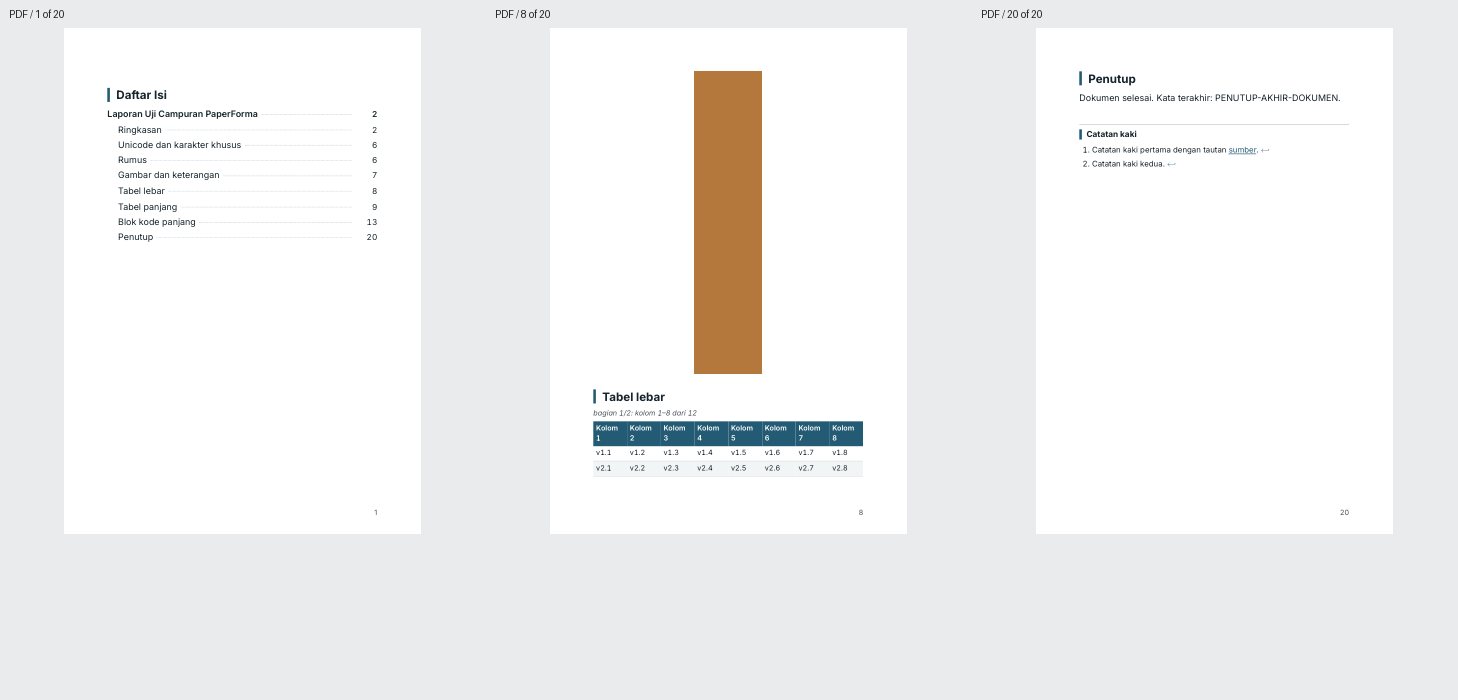 PDF / 1 of 20
Daftar Isi
Laporan Uji Campuran PaperForma 2
Ringkasan 2
Unicode dan karakter khusus 6
Rumus 6
Gambar dan keterangan 7
Tabel lebar 8
Tabel panjang 9
Blok kode panjang 13
Penutup 20
1
PDF / 8 of 20
Tabel lebar
bagian 1/2: kolom 1–8 dari 12
Kolom 1 Kolom 2 Kolom 3 Kolom 4 Kolom 5 Kolom 6 Kolom 7 Kolom 8
v1.1 v1.2 v1.3 v1.4 v1.5 v1.6 v1.7 v1.8
v2.1 v2.2 v2.3 v2.4 v2.5 v2.6 v2.7 v2.8
8
PDF / 20 of 20
Penutup
Dokumen selesai. Kata terakhir: PENUTUP-AKHIR-DOKUMEN.
Catatan kaki
1. Catatan kaki pertama dengan tautan sumber. ↩
2. Catatan kaki kedua. ↩
20